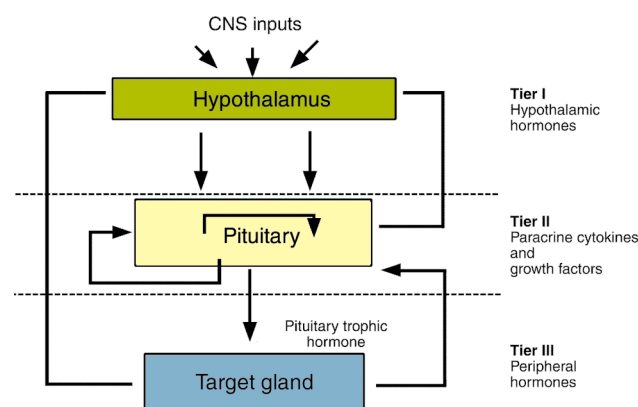 CNS inputs
Hypothalamus
Tier I
Hypothalamic
hormones
Pituitary
Tier II
Paracrine cytokines
and
growth factors
Pituitary trophic
hormone
Target gland
Tier III
Peripheral
hormones